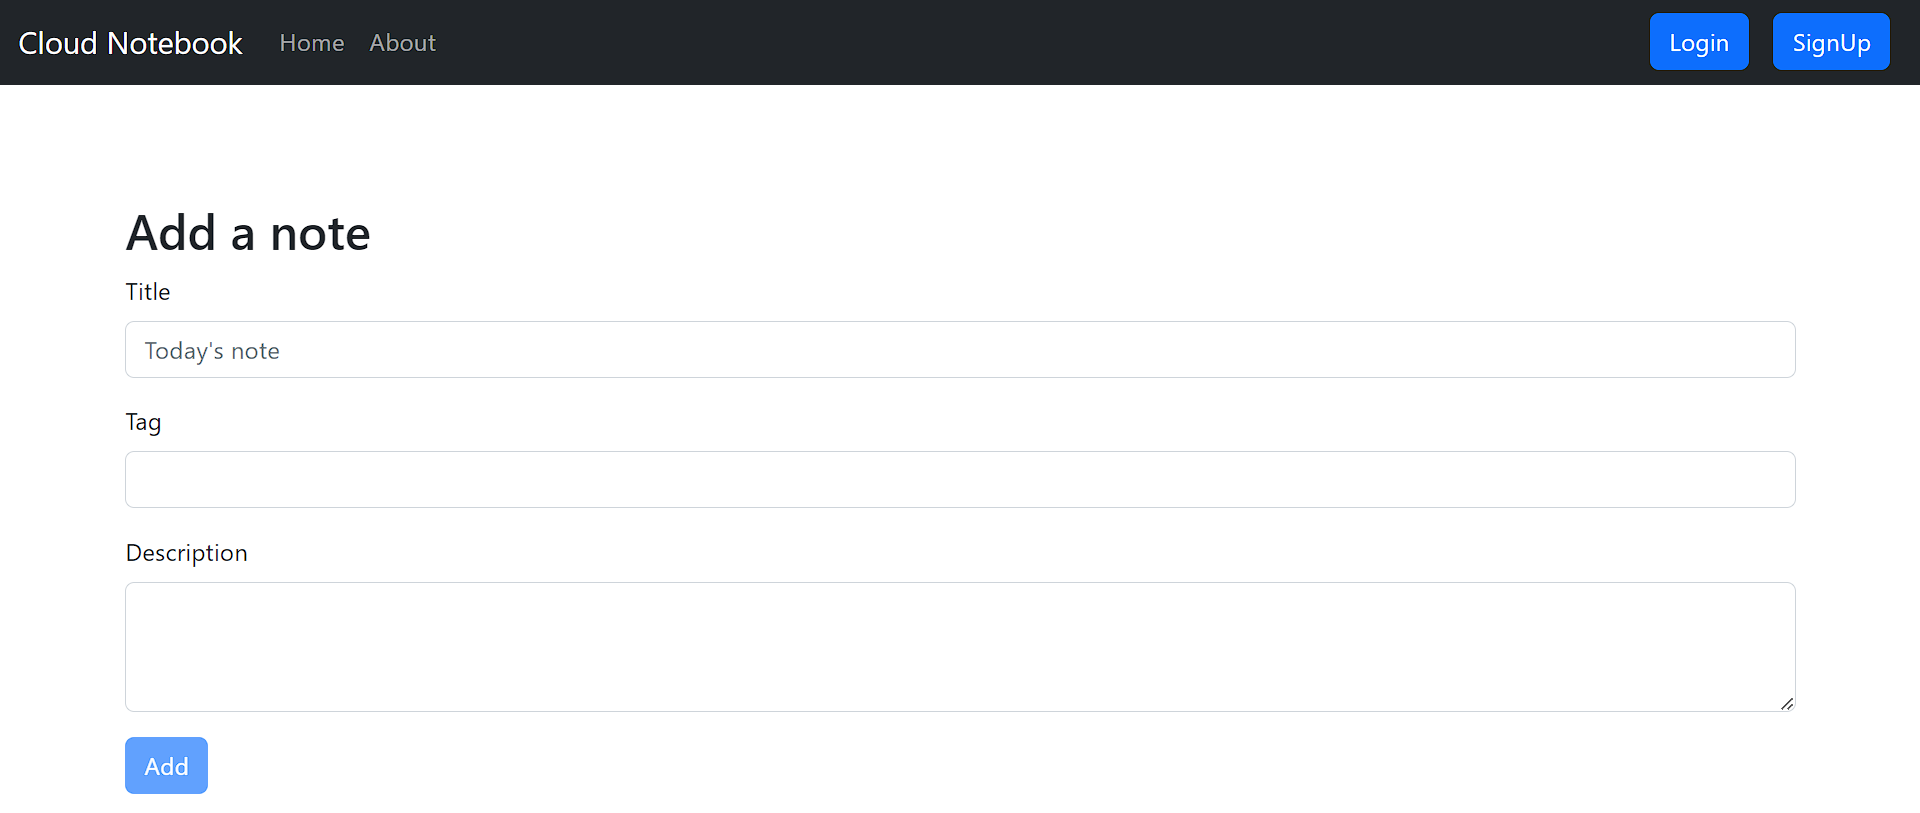 Cloud Notebook Home About Login SignUp
Add a note
Title
Today's note
Tag
Description
Add